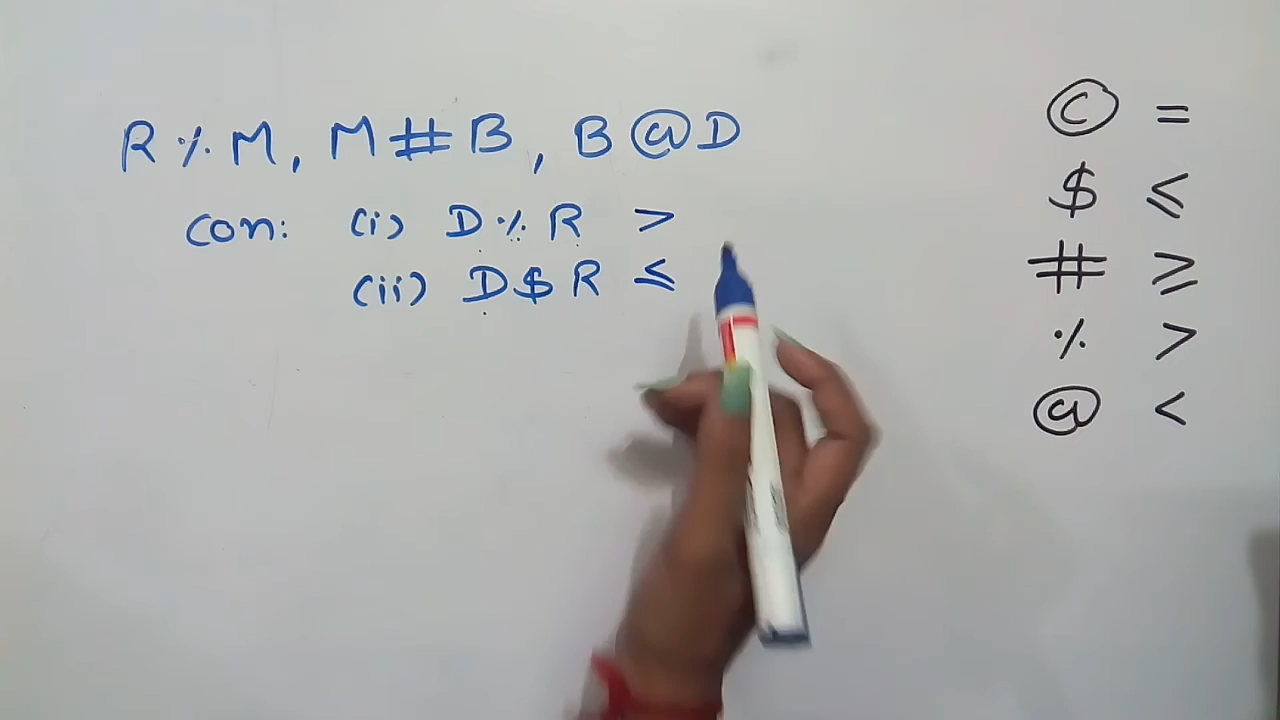 R % M, M # B, B @ D
con: (i) D % R >
(ii) D $ R ≤
© =
$ ≤
# ≥
% >
@ <